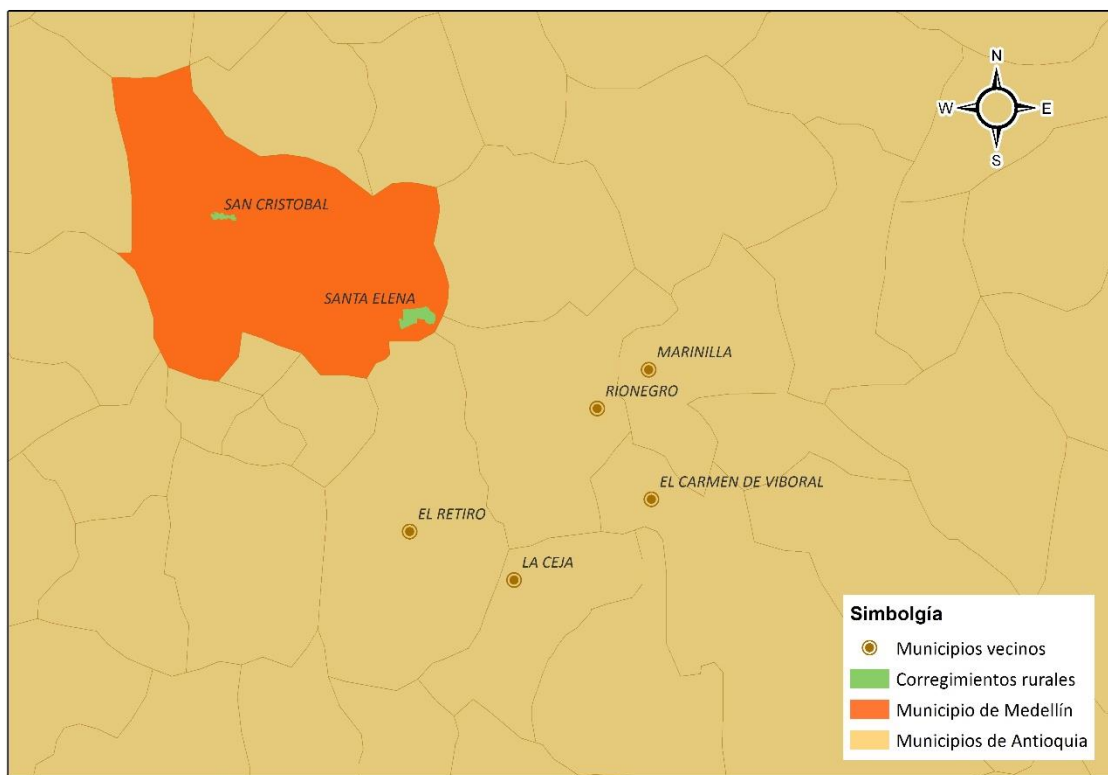 N
W
E
S
SAN CRISTOBAL
SANTA ELENA
MARINILLA
RIONEGRO
EL CARMEN DE VIBORAL
EL RETIRO
LA CEJA
Simbolgía
Municipios vecinos
Corregimientos rurales
Municipio de Medellín
Municipios de Antioquia